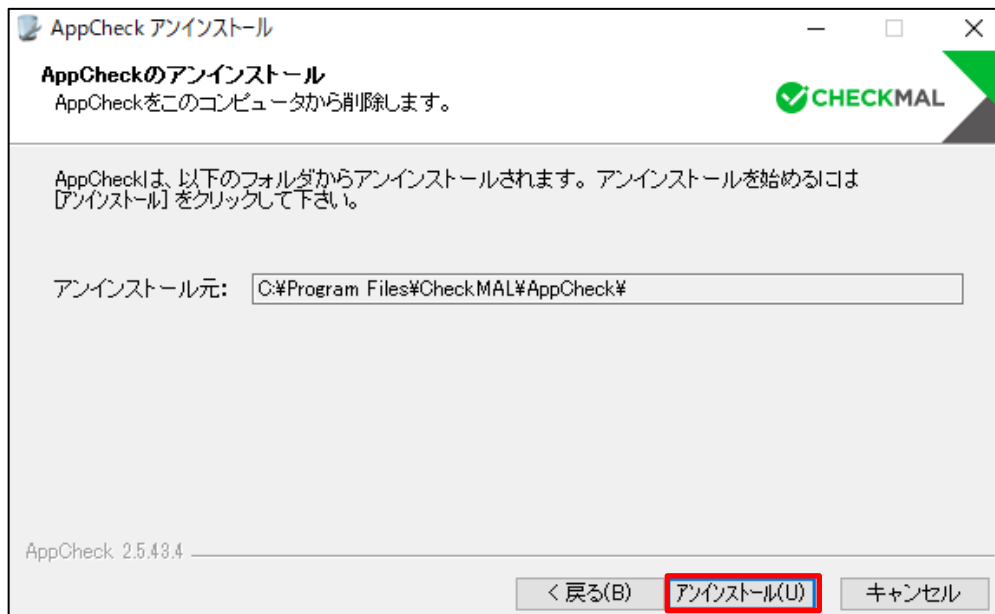 AppCheck アンインストール
AppCheckのアンインストール
AppCheckをこのコンピュータから削除します。
CHECKMAL
AppCheckは、以下のフォルダからアンインストールされます。アンインストールを始めるには
[アンインストール] をクリックして下さい。
アンインストール元: C:¥Program Files¥CheckMAL¥AppCheck¥
AppCheck 2.5.43.4
< 戻る(B) アンインストール(U) キャンセル